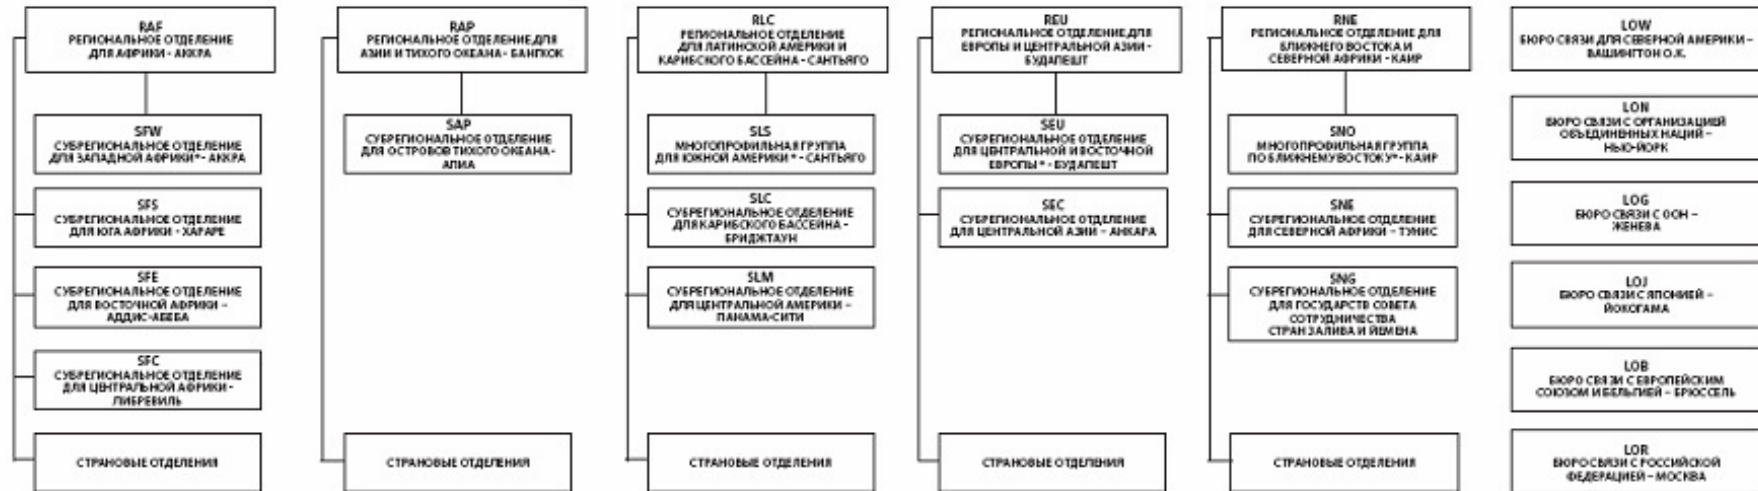 RAF
РЕГИОНАЛЬНОЕ ОТДЕЛЕНИЕ
ДЛЯ АФРИКИ - АККРА
SFW
СУБРЕГИОНАЛЬНОЕ ОТДЕЛЕНИЕ
ДЛЯ ЗАПАДНОЙ АФРИКИ*- АККРА
SFS
СУБРЕГИОНАЛЬНОЕ ОТДЕЛЕНИЕ
ДЛЯ ЮГА АФРИКИ - ХАРАРЕ
SFE
СУБРЕГИОНАЛЬНОЕ ОТДЕЛЕНИЕ
ДЛЯ ВОСТОЧНОЙ АФРИКИ –
АДДИС-АБЕБА
SFC
СУБРЕГИОНАЛЬНОЕ ОТДЕЛЕНИЕ
ДЛЯ ЦЕНТРАЛЬНОЙ АФРИКИ -
ЛИБРЕВИЛЬ
СТРАНОВЫЕ ОТДЕЛЕНИЯ
RAP
РЕГИОНАЛЬНОЕ ОТДЕЛЕНИЕ ДЛЯ
АЗИИ И ТИХОГО ОКЕАНА - БАНГКОК
SAP
СУБРЕГИОНАЛЬНОЕ ОТДЕЛЕНИЕ
ДЛЯ ОСТРОВОВ ТИХОГО ОКЕАНА-
АПИА
СТРАНОВЫЕ ОТДЕЛЕНИЯ
RLC
РЕГИОНАЛЬНОЕ ОТДЕЛЕНИЕ
ДЛЯ ЛАТИНСКОЙ АМЕРИКИ И
КАРИБСКОГО БАССЕЙНА - САНТЬЯГО
SLS
МНОГОПРОФИЛЬНАЯ ГРУППА
ДЛЯ ЮЖНОЙ АМЕРИКИ * - САНТЬЯГО
SLC
СУБРЕГИОНАЛЬНОЕ ОТДЕЛЕНИЕ
ДЛЯ КАРИБСКОГО БАССЕЙНА -
БРИДЖТАУН
SLM
СУБРЕГИОНАЛЬНОЕ ОТДЕЛЕНИЕ
ДЛЯ ЦЕНТРАЛЬНОЙ АМЕРИКИ –
ПАНАМА-СИТИ
СТРАНОВЫЕ ОТДЕЛЕНИЯ
REU
РЕГИОНАЛЬНОЕ ОТДЕЛЕНИЕ ДЛЯ
ЕВРОПЫ И ЦЕНТРАЛЬНОЙ АЗИИ -
БУДАПЕШТ
SEU
СУБРЕГИОНАЛЬНОЕ ОТДЕЛЕНИЕ
ДЛЯ ЦЕНТРАЛЬНОЙ И ВОСТОЧНОЙ
ЕВРОПЫ * - БУДАПЕШТ
SEC
СУБРЕГИОНАЛЬНОЕ ОТДЕЛЕНИЕ
ДЛЯ ЦЕНТРАЛЬНОЙ АЗИИ – АНКАРА
СТРАНОВЫЕ ОТДЕЛЕНИЯ
RNE
РЕГИОНАЛЬНОЕ ОТДЕЛЕНИЕ ДЛЯ
БЛИЖНЕГО ВОСТОКА И
СЕВЕРНОЙ АФРИКИ - КАИР
SNO
МНОГОПРОФИЛЬНАЯ ГРУППА
ПО БЛИЖНЕМУ ВОСТОКУ*- КАИР
SNE
СУБРЕГИОНАЛЬНОЕ ОТДЕЛЕНИЕ
ДЛЯ СЕВЕРНОЙ АФРИКИ – ТУНИС
SNG
СУБРЕГИОНАЛЬНОЕ ОТДЕЛЕНИЕ
ДЛЯ ГОСУДАРСТВ СОВЕТА
СОТРУДНИЧЕСТВА
СТРАН ЗАЛИВА И ЙЕМЕНА
СТРАНОВЫЕ ОТДЕЛЕНИЯ
LOW
БЮРО СВЯЗИ ДЛЯ СЕВЕРНОЙ АМЕРИКИ –
ВАШИНГТОН О.К.
LON
БЮРО СВЯЗИ С ОРГАНИЗАЦИЕЙ
ОБЪЕДИНЕННЫХ НАЦИЙ –
НЬЮ-ЙОРК
LOG
БЮРО СВЯЗИ С ООН –
ЖЕНЕВА
LOJ
БЮРО СВЯЗИ С ЯПОНИЕЙ –
ЙОКОГАМА
LOB
БЮРО СВЯЗИ С ЕВРОПЕЙСКИМ
СОЮЗОМ И БЕЛЬГИЕЙ – БРЮССЕЛЬ
LOR
БЮРО СВЯЗИ С РОССИЙСКОЙ
ФЕДЕРАЦИЕЙ – МОСКВА